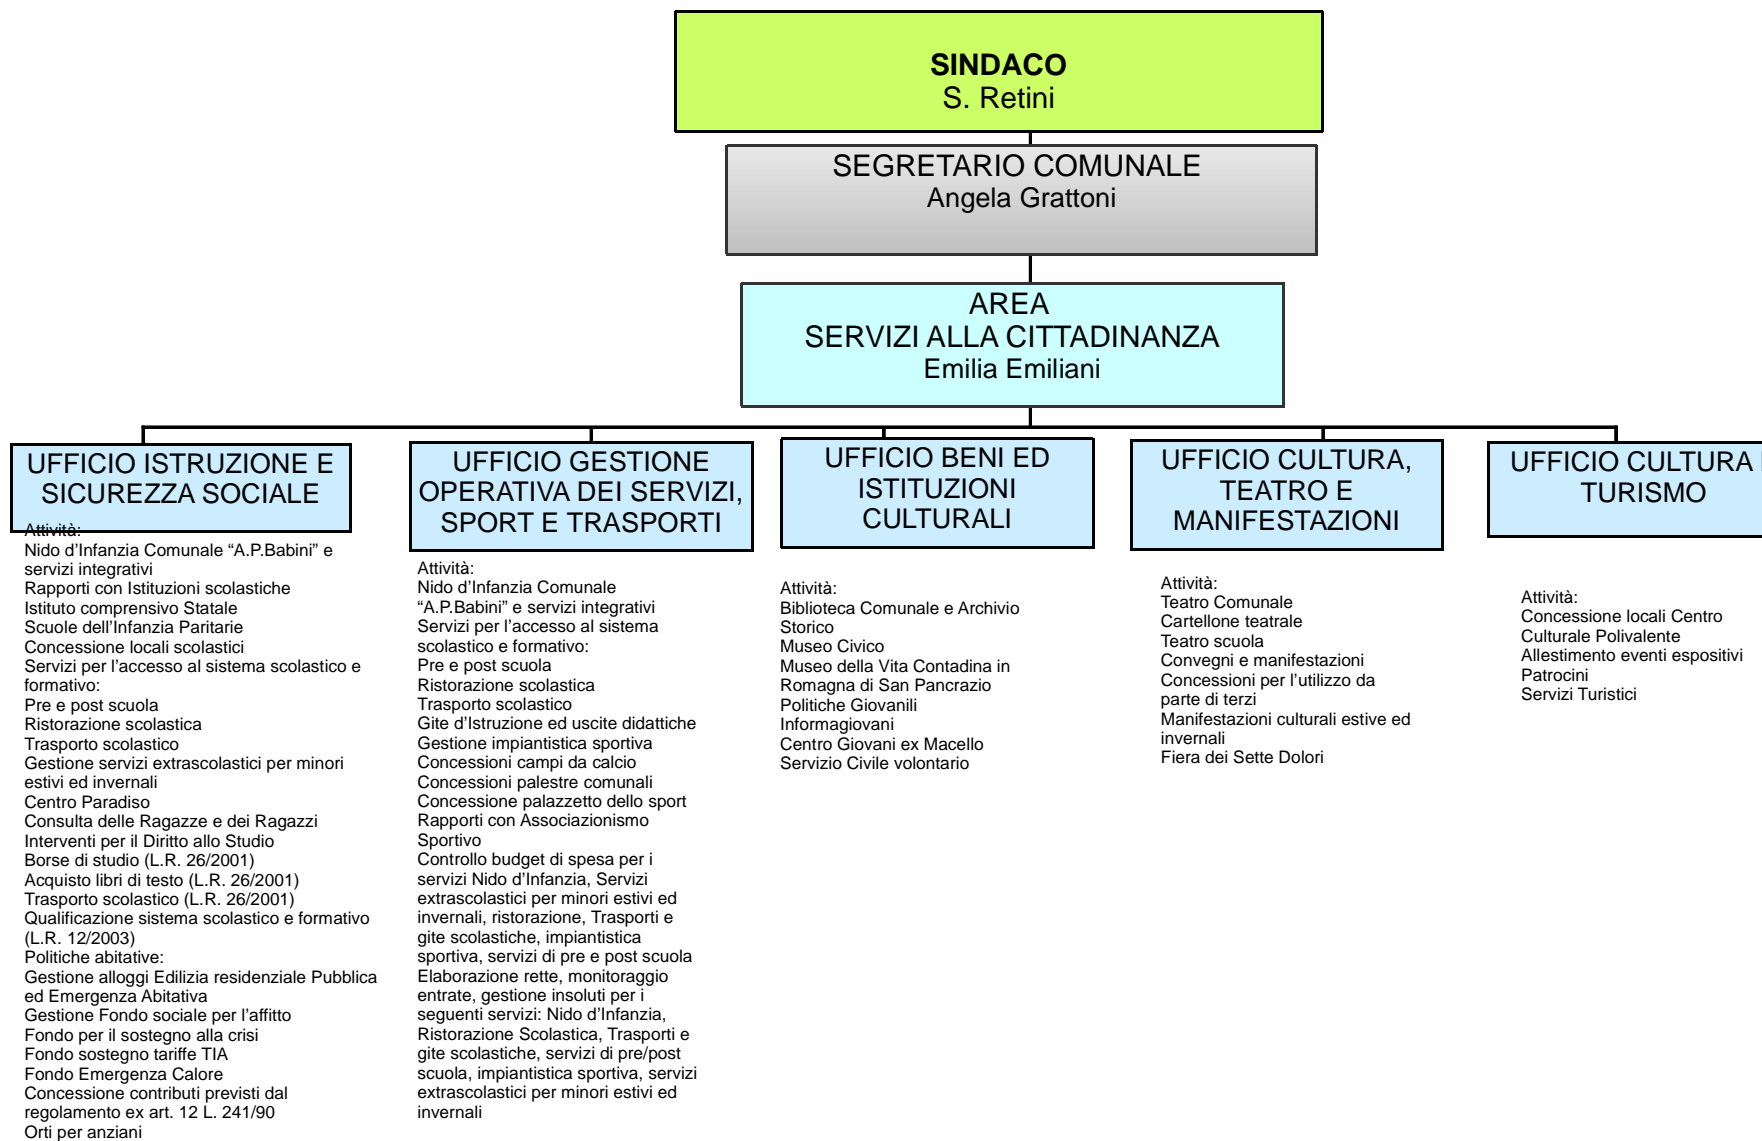 SINDACO
S. Retini
SEGRETARIO COMUNALE
Angela Grattoni
AREA
SERVIZI ALLA CITTADINANZA
Emilia Emiliani
UFFICIO ISTRUZIONE E
SICUREZZA SOCIALE
Attività:
Nido d’Infanzia Comunale “A.P.Babini” e
servizi integrativi
Rapporti con Istituzioni scolastiche
Istituto comprensivo Statale
Scuole dell’Infanzia Paritarie
Concessione locali scolastici
Servizi per l’accesso al sistema scolastico e
formativo:
Pre e post scuola
Ristorazione scolastica
Trasporto scolastico
Gestione servizi extrascolastici per minori
estivi ed invernali
Centro Paradiso
Consulta delle Ragazze e dei Ragazzi
Interventi per il Diritto allo Studio
Borse di studio (L.R. 26/2001)
Acquisto libri di testo (L.R. 26/2001)
Trasporto scolastico (L.R. 26/2001)
Qualificazione sistema scolastico e formativo
(L.R. 12/2003)
Politiche abitative:
Gestione alloggi Edilizia residenziale Pubblica
ed Emergenza Abitativa
Gestione Fondo sociale per l’affitto
Fondo per il sostegno alla crisi
Fondo sostegno tariffe TIA
Fondo Emergenza Calore
Concessione contributi previsti dal
regolamento ex art. 12 L. 241/90
Orti per anziani
UFFICIO GESTIONE
OPERATIVA DEI SERVIZI,
SPORT E TRASPORTI
Attività:
Nido d’Infanzia Comunale
“A.P.Babini” e servizi integrativi
Servizi per l’accesso al sistema
scolastico e formativo:
Pre e post scuola
Ristorazione scolastica
Trasporto scolastico
Gite d’Istruzione ed uscite didattiche
Gestione impiantistica sportiva
Concessioni campi da calcio
Concessioni palestre comunali
Concessione palazzetto dello sport
Rapporti con Associazionismo
Sportivo
Controllo budget di spesa per i
servizi Nido d’Infanzia, Servizi
extrascolastici per minori estivi ed
invernali, ristorazione, Trasporti e
gite scolastiche, impiantistica
sportiva, servizi di pre e post scuola
Elaborazione rette, monitoraggio
entrate, gestione insoluti per i
seguenti servizi: Nido d’Infanzia,
Ristorazione Scolastica, Trasporti e
gite scolastiche, servizi di pre/post
scuola, impiantistica sportiva, servizi
extrascolastici per minori estivi ed
invernali
UFFICIO BENI ED
ISTITUZIONI
CULTURALI
Attività:
Biblioteca Comunale e Archivio
Storico
Museo Civico
Museo della Vita Contadina in
Romagna di San Pancrazio
Politiche Giovanili
Informagiovani
Centro Giovani ex Macello
Servizio Civile volontario
UFFICIO CULTURA,
TEATRO E
MANIFESTAZIONI
Attività:
Teatro Comunale
Cartellone teatrale
Teatro scuola
Convegni e manifestazioni
Concessioni per l’utilizzo da
parte di terzi
Manifestazioni culturali estive ed
invernali
Fiera dei Sette Dolori
UFFICIO CULTURA
TURISMO
Attività:
Concessione locali Centro
Culturale Polivalente
Allestimento eventi espositivi
Patrocini
Servizi Turistici